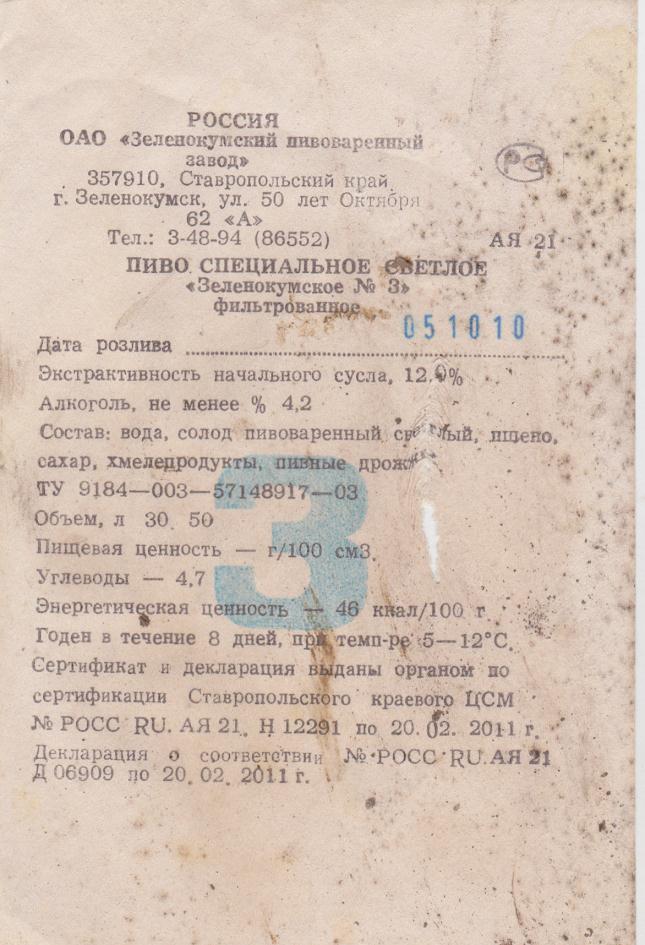 РОССИЯ
ОАО «Зеленокумский пивоваренный
завод»
357910, Ставропольский край,
г. Зеленокумск, ул. 50 лет Октября
62 «А»
Тел.: 3-48-94 (86552)
РС
АЯ 21
ПИВО СПЕЦИАЛЬНОЕ СВЕТЛОЕ
«Зеленокумское № 3»
фильтрованное
051010
Дата розлива
Экстрактивность начального сусла, 12,0%
Алкоголь, не менее % 4,2
Состав: вода, солод пивоваренный светлый, пшено,
сахар, хмелепродукты, пивные дрожжи
ТУ 9184—003—57148917—03
Объем, л 30. 50
3
Пищевая ценность — г/100 см3.
Углеводы — 4,7
Энергетическая ценность — 46 ккал/100 г
Годен в течение 8 дней, при темп-ре 5—12°С.
Сертификат и декларация выданы органом по
сертификации Ставропольского краевого ЦСМ
№ РОСС RU. АЯ 21. Н 12291 по 20. 02. 2011 г.
Декларация о соответствии № РОСС RU. АЯ 21
Д 06909 по 20. 02. 2011 г.